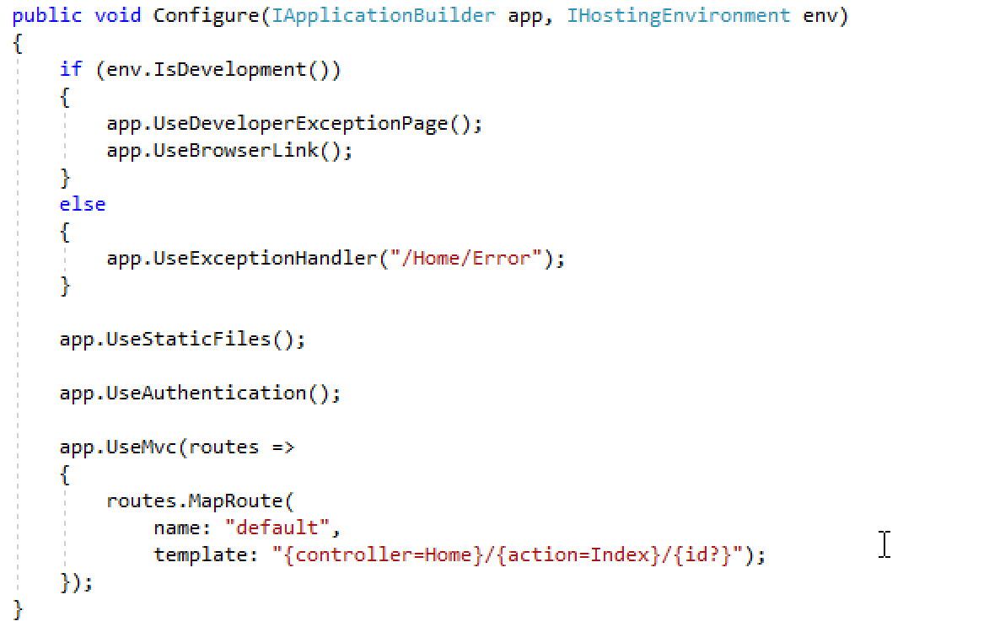 public void Configure(IApplicationBuilder app, IHostingEnvironment env)
{
    if (env.IsDevelopment())
    {
        app.UseDeveloperExceptionPage();
        app.UseBrowserLink();
    }
    else
    {
        app.UseExceptionHandler("/Home/Error");
    }

    app.UseStaticFiles();

    app.UseAuthentication();

    app.UseMvc(routes =>
    {
        routes.MapRoute(
            name: "default",
            template: "{controller=Home}/{action=Index}/{id?}");
    });
}